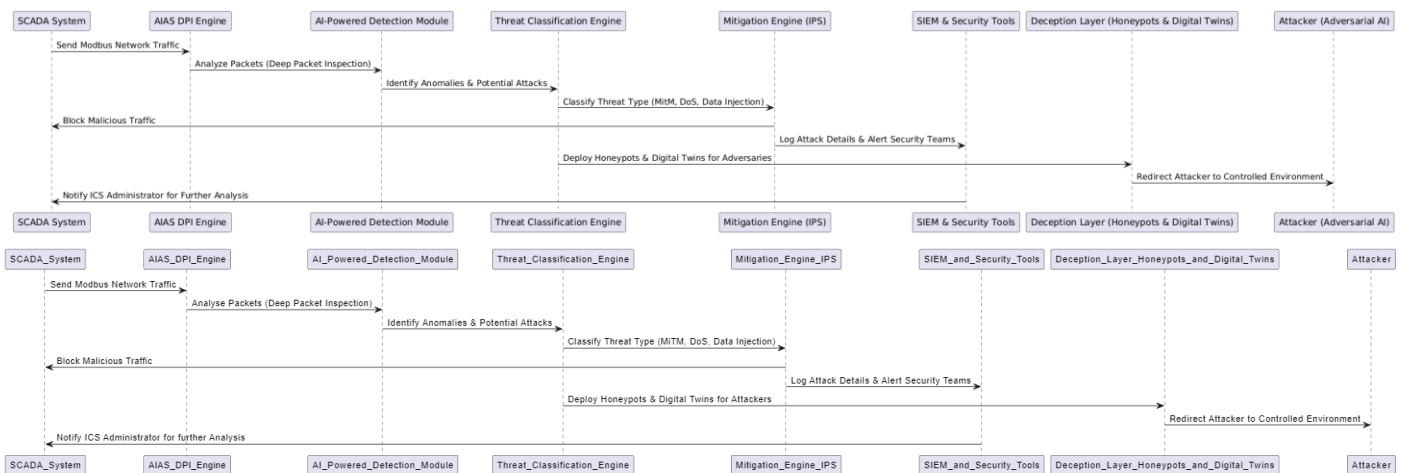 SCADA System AIAS DPI Engine AI-Powered Detection Module Threat Classification Engine Mitigation Engine (IPS) SIEM & Security Tools Deception Layer (Honeypots & Digital Twins) Attacker (Adversarial AI)
Send Modbus Network Traffic
Analyze Packets (Deep Packet Inspection)
Identify Anomalies & Potential Attacks
Classify Threat Type (MitM, DoS, Data Injection)
Block Malicious Traffic
Log Attack Details & Alert Security Teams
Deploy Honeypots & Digital Twins for Adversaries
Redirect Attacker to Controlled Environment
Notify ICS Administrator for Further Analysis
SCADA System AIAS DPI Engine AI-Powered Detection Module Threat Classification Engine Mitigation Engine (IPS) SIEM & Security Tools Deception Layer (Honeypots & Digital Twins) Attacker (Adversarial AI)
SCADA_System AIAS_DPI_Engine AI_Powered_Detection_Module Threat_Classification_Engine Mitigation_Engine_IPS SIEM_and_Security_Tools Deception_Layer_Honeypots_and_Digital_Twins Attacker
Send Modbus Network Traffic
Analyse Packets (Deep Packet Inspection)
Identify Anomalies & Potential Attacks
Classify Threat Type (MiTM, DoS, Data Injection)
Block Malicious Traffic
Log Attack Details & Alert Security Teams
Deploy Honeypots & Digital Twins for Attackers
Redirect Attacker to Controlled Environment
Notify ICS Administrator for further Analysis
SCADA_System AIAS_DPI_Engine AI_Powered_Detection_Module Threat_Classification_Engine Mitigation_Engine_IPS SIEM_and_Security_Tools Deception_Layer_Honeypots_and_Digital_Twins Attacker